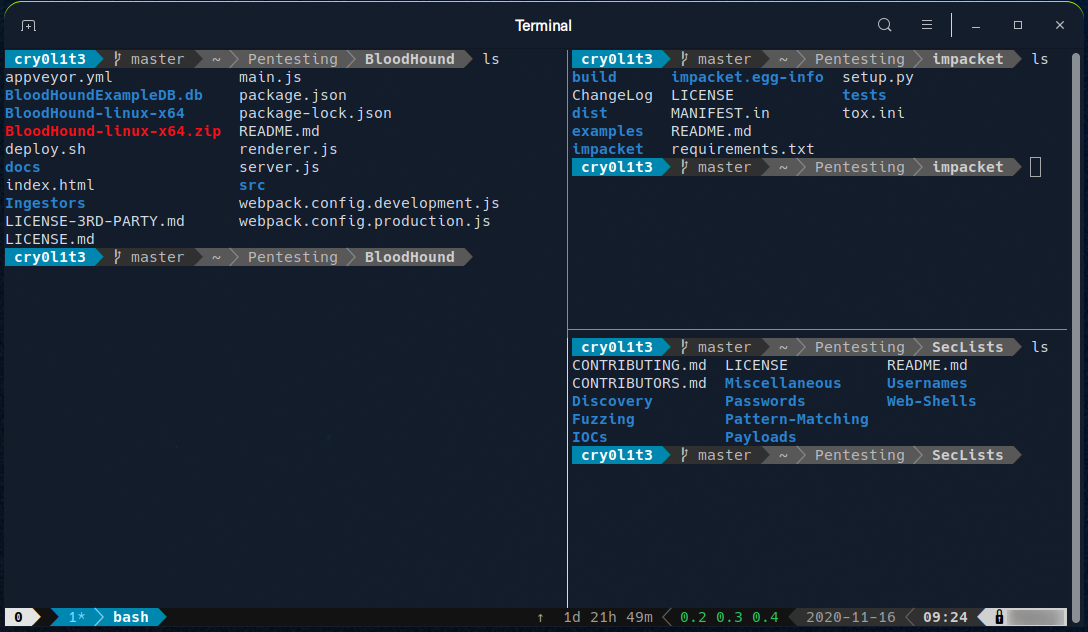 Terminal
cry0l1t3 master ~ Pentesting BloodHound ls
appveyor.yml main.js
BloodHoundExampleDB.db package.json
BloodHound-linux-x64 package-lock.json
BloodHound-linux-x64.zip README.md
deploy.sh renderer.js
docs server.js
index.html src
Ingestors webpack.config.development.js
LICENSE-3RD-PARTY.md webpack.config.production.js
LICENSE.md
cry0l1t3 master ~ Pentesting BloodHound
cry0l1t3 master ~ Pentesting impacket ls
build impacket.egg-info setup.py
ChangeLog LICENSE tests
dist MANIFEST.in tox.ini
examples README.md
impacket requirements.txt
cry0l1t3 master ~ Pentesting impacket
cry0l1t3 master ~ Pentesting SecLists ls
CONTRIBUTING.md LICENSE README.md
CONTRIBUTORS.md Miscellaneous Usernames
Discovery Passwords Web-Shells
Fuzzing Pattern-Matching
IOCs Payloads
cry0l1t3 master ~ Pentesting SecLists
0 1* bash ↑ 1d 21h 49m 0.2 0.3 0.4 2020-11-16 09:24